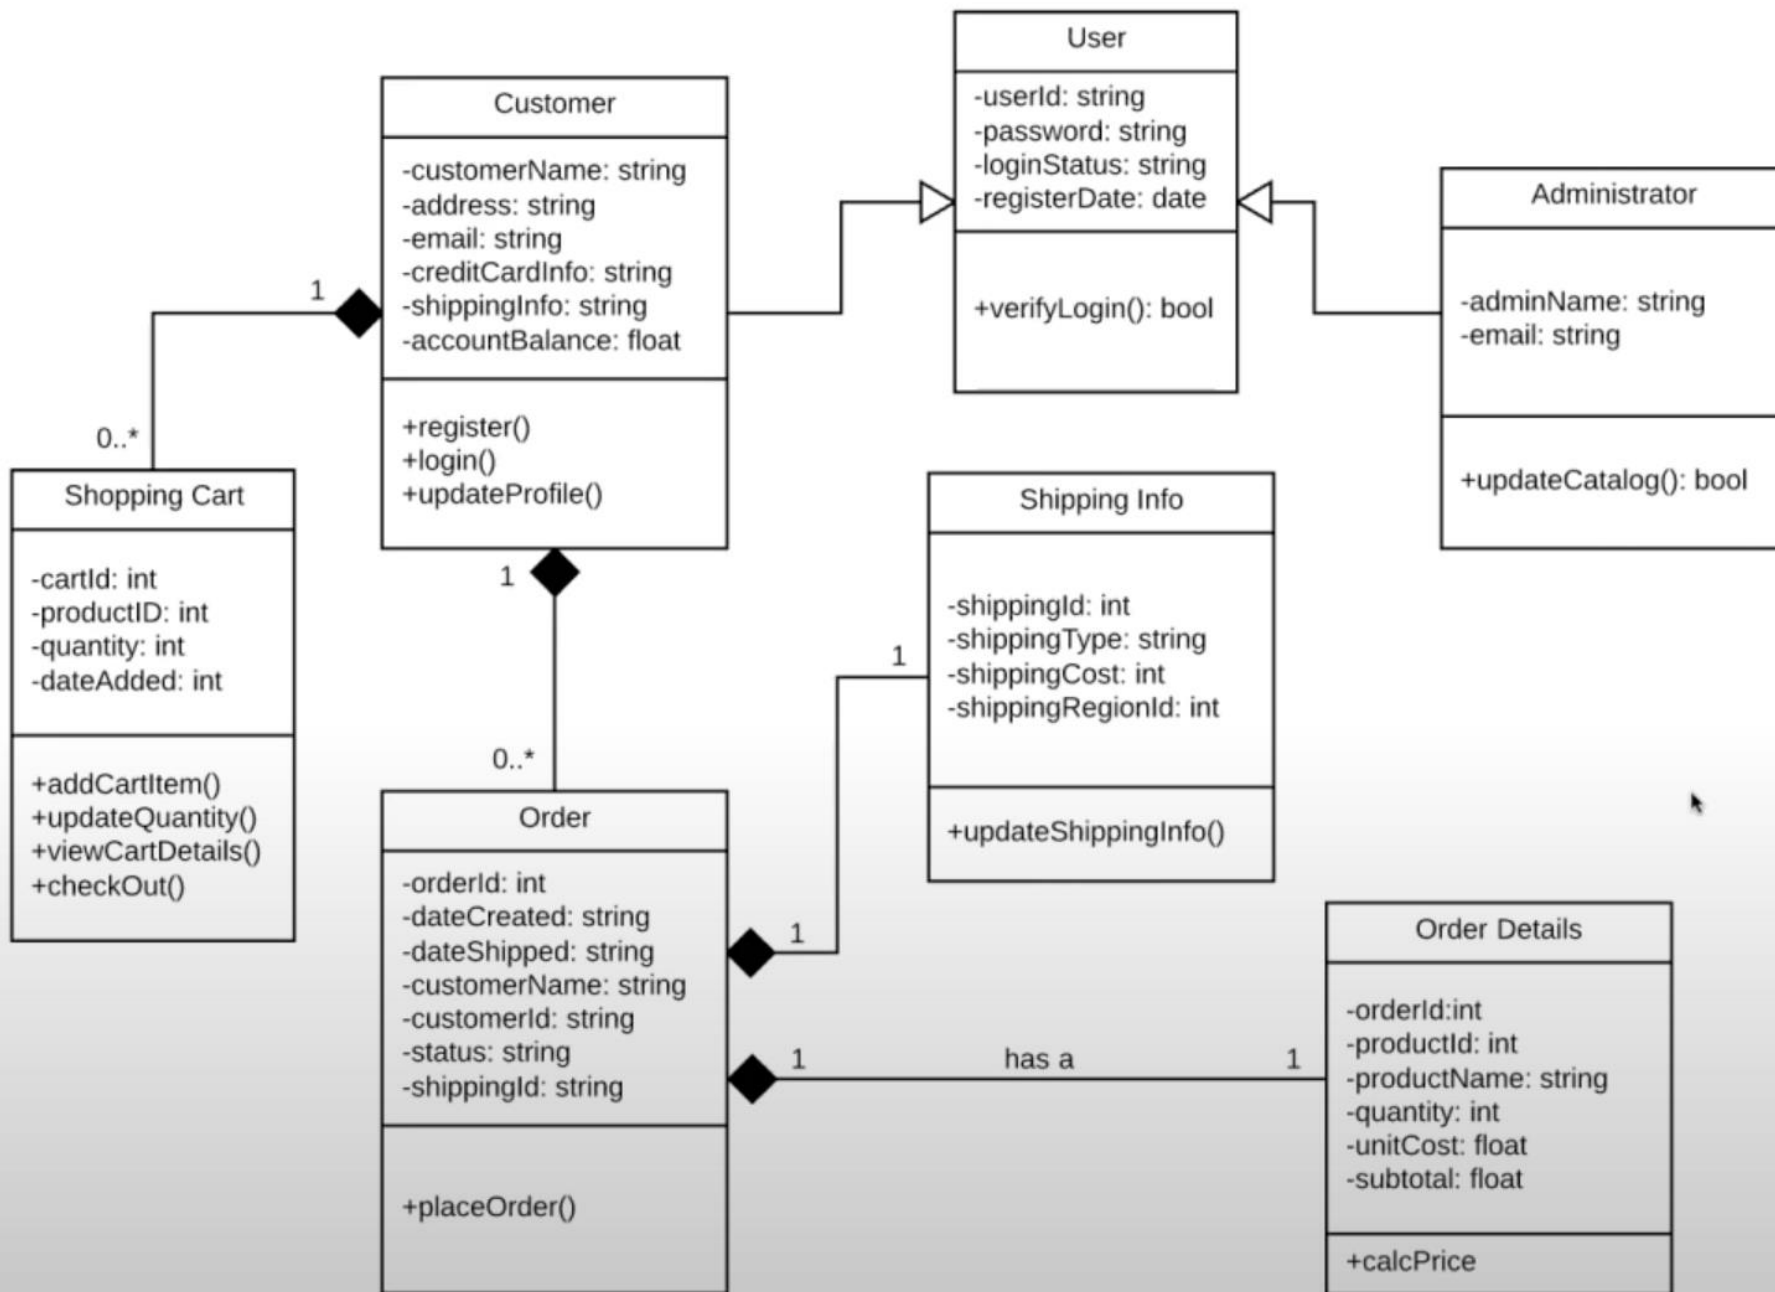 User
-userId: string
-password: string
-loginStatus: string
-registerDate: date
+verifyLogin(): bool
Customer
-customerName: string
-address: string
-email: string
-creditCardInfo: string
-shippingInfo: string
-accountBalance: float
+register()
+login()
+updateProfile()
Administrator
-adminName: string
-email: string
+updateCatalog(): bool
1
0..*
Shopping Cart
-cartId: int
-productID: int
-quantity: int
-dateAdded: int
+addCartItem()
+updateQuantity()
+viewCartDetails()
+checkOut()
1
0..*
Shipping Info
-shippingId: int
-shippingType: string
-shippingCost: int
-shippingRegionId: int
+updateShippingInfo()
1
1
Order
-orderId: int
-dateCreated: string
-dateShipped: string
-customerName: string
-customerId: string
-status: string
-shippingId: string
+placeOrder()
1 has a 1
Order Details
-orderId:int
-productId: int
-productName: string
-quantity: int
-unitCost: float
-subtotal: float
+calcPrice